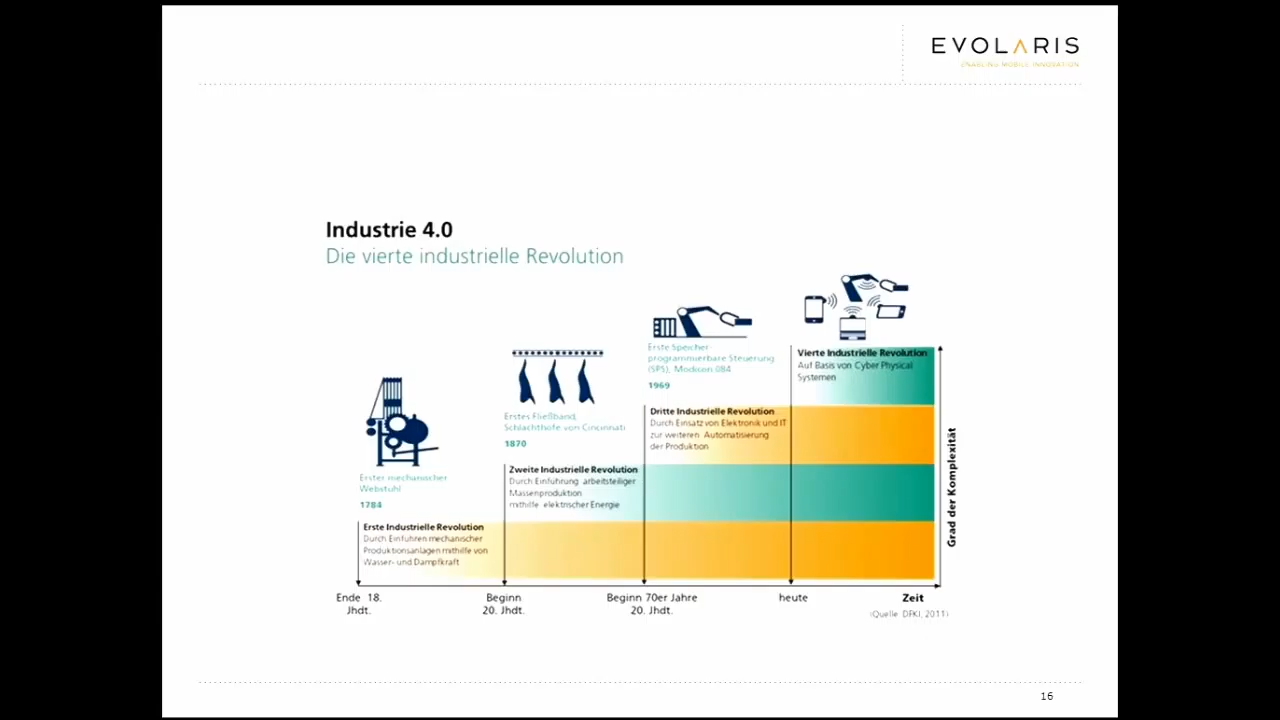 EVOLARIS
ENABLING MOBILE INNOVATION
Industrie 4.0
Die vierte industrielle Revolution
Erster mechanischer
Webstuhl
1784
Erstes Fließband,
Schlachthöfe von Cincinnati
1870
Erste Speicher-
programmierbare Steuerung
(SPS), Modicon 084
1969
Vierte Industrielle Revolution
Auf Basis von Cyber Physical
Systemen
Dritte Industrielle Revolution
Durch Einsatz von Elektronik und IT
zur weiteren Automatisierung
der Produktion
Zweite Industrielle Revolution
Durch Einführung arbeitsteiliger
Massenproduktion
mithilfe elektrischer Energie
Erste Industrielle Revolution
Durch Einführen mechanischer
Produktionsanlagen mithilfe von
Wasser- und Dampfkraft
Grad der Komplexität
Ende 18.
Jhdt.
Beginn
20. Jhdt.
Beginn 70er Jahre
20. Jhdt.
heute
Zeit
(Quelle DFKI, 2011)
16